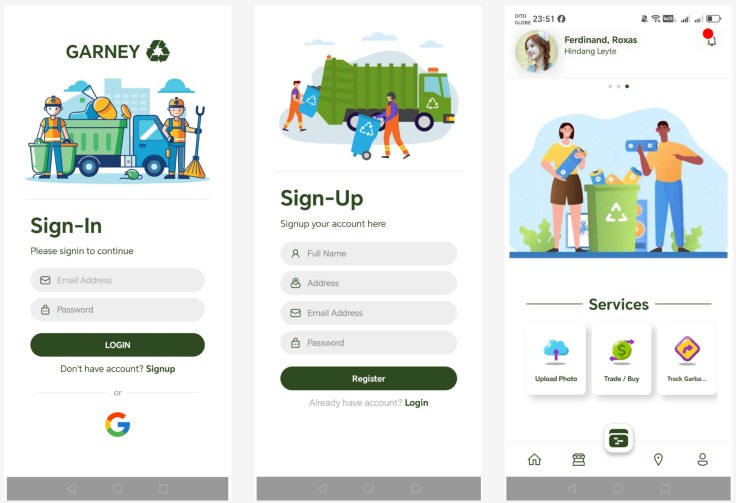 GARNEY
Sign-In
Please signin to continue
Email Address
Password
LOGIN
Don't have account? Signup
or
Sign-Up
Signup your account here
Full Name
Address
Email Address
Password
Register
Already have account? Login
DITO
GLOBE
23:51
Ferdinand, Roxas
Hindang Leyte
Services
Upload Photo
Trade / Buy
Track Garba...